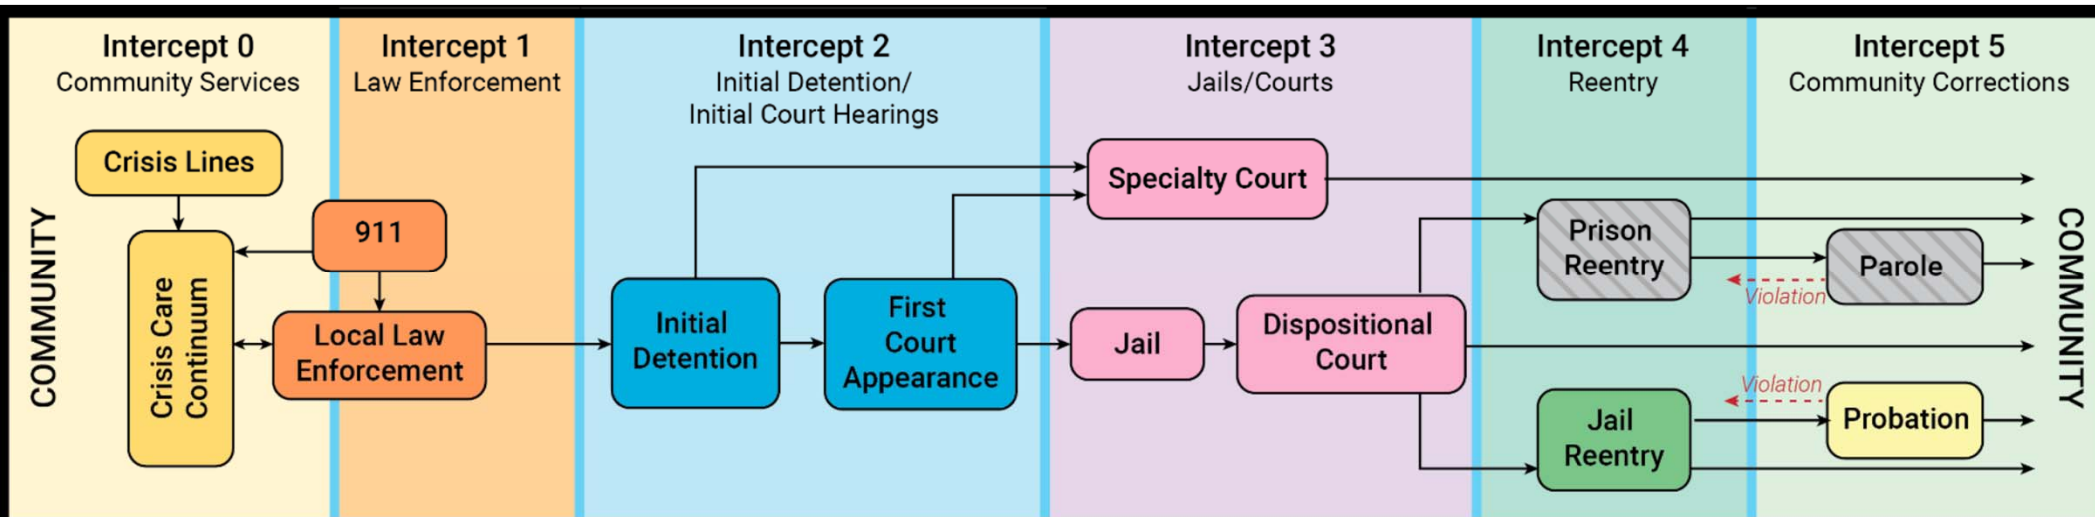 Intercept 0
Community Services
Intercept 1
Law Enforcement
Intercept 2
Initial Detention/
Initial Court Hearings
Intercept 3
Jails/Courts
Intercept 4
Reentry
Intercept 5
Community Corrections
COMMUNITY
Crisis Lines
Crisis Care
Continuum
911
Local Law
Enforcement
Initial
Detention
First
Court
Appearance
Specialty Court
Jail
Dispositional
Court
Prison
Reentry
Parole
Violation
Jail
Reentry
Violation
Probation
COMMUNITY